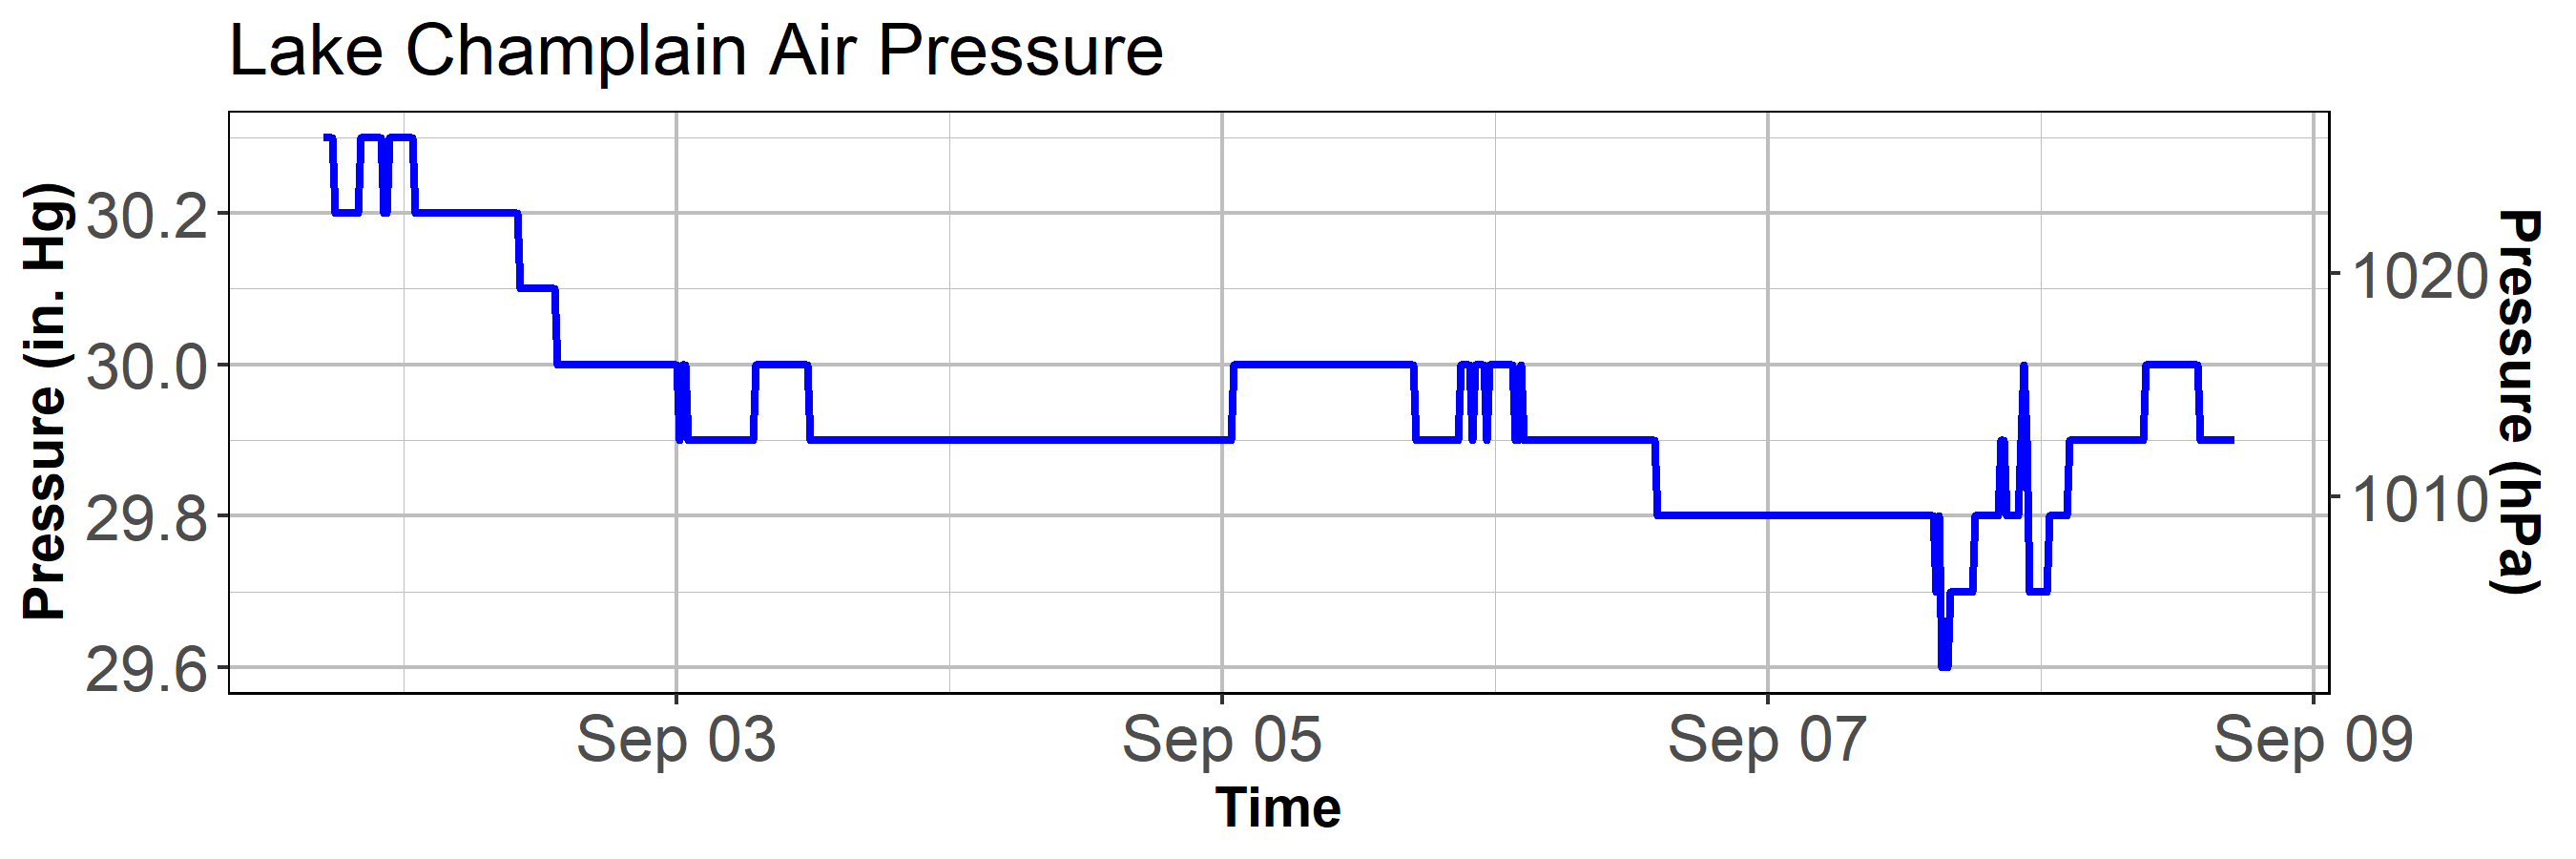 Lake Champlain Air Pressure
Pressure (in. Hg)
30.2
30.0
29.8
29.6
1020
1010
Pressure (hPa)
Sep 03
Sep 05
Sep 07
Sep 09
Time